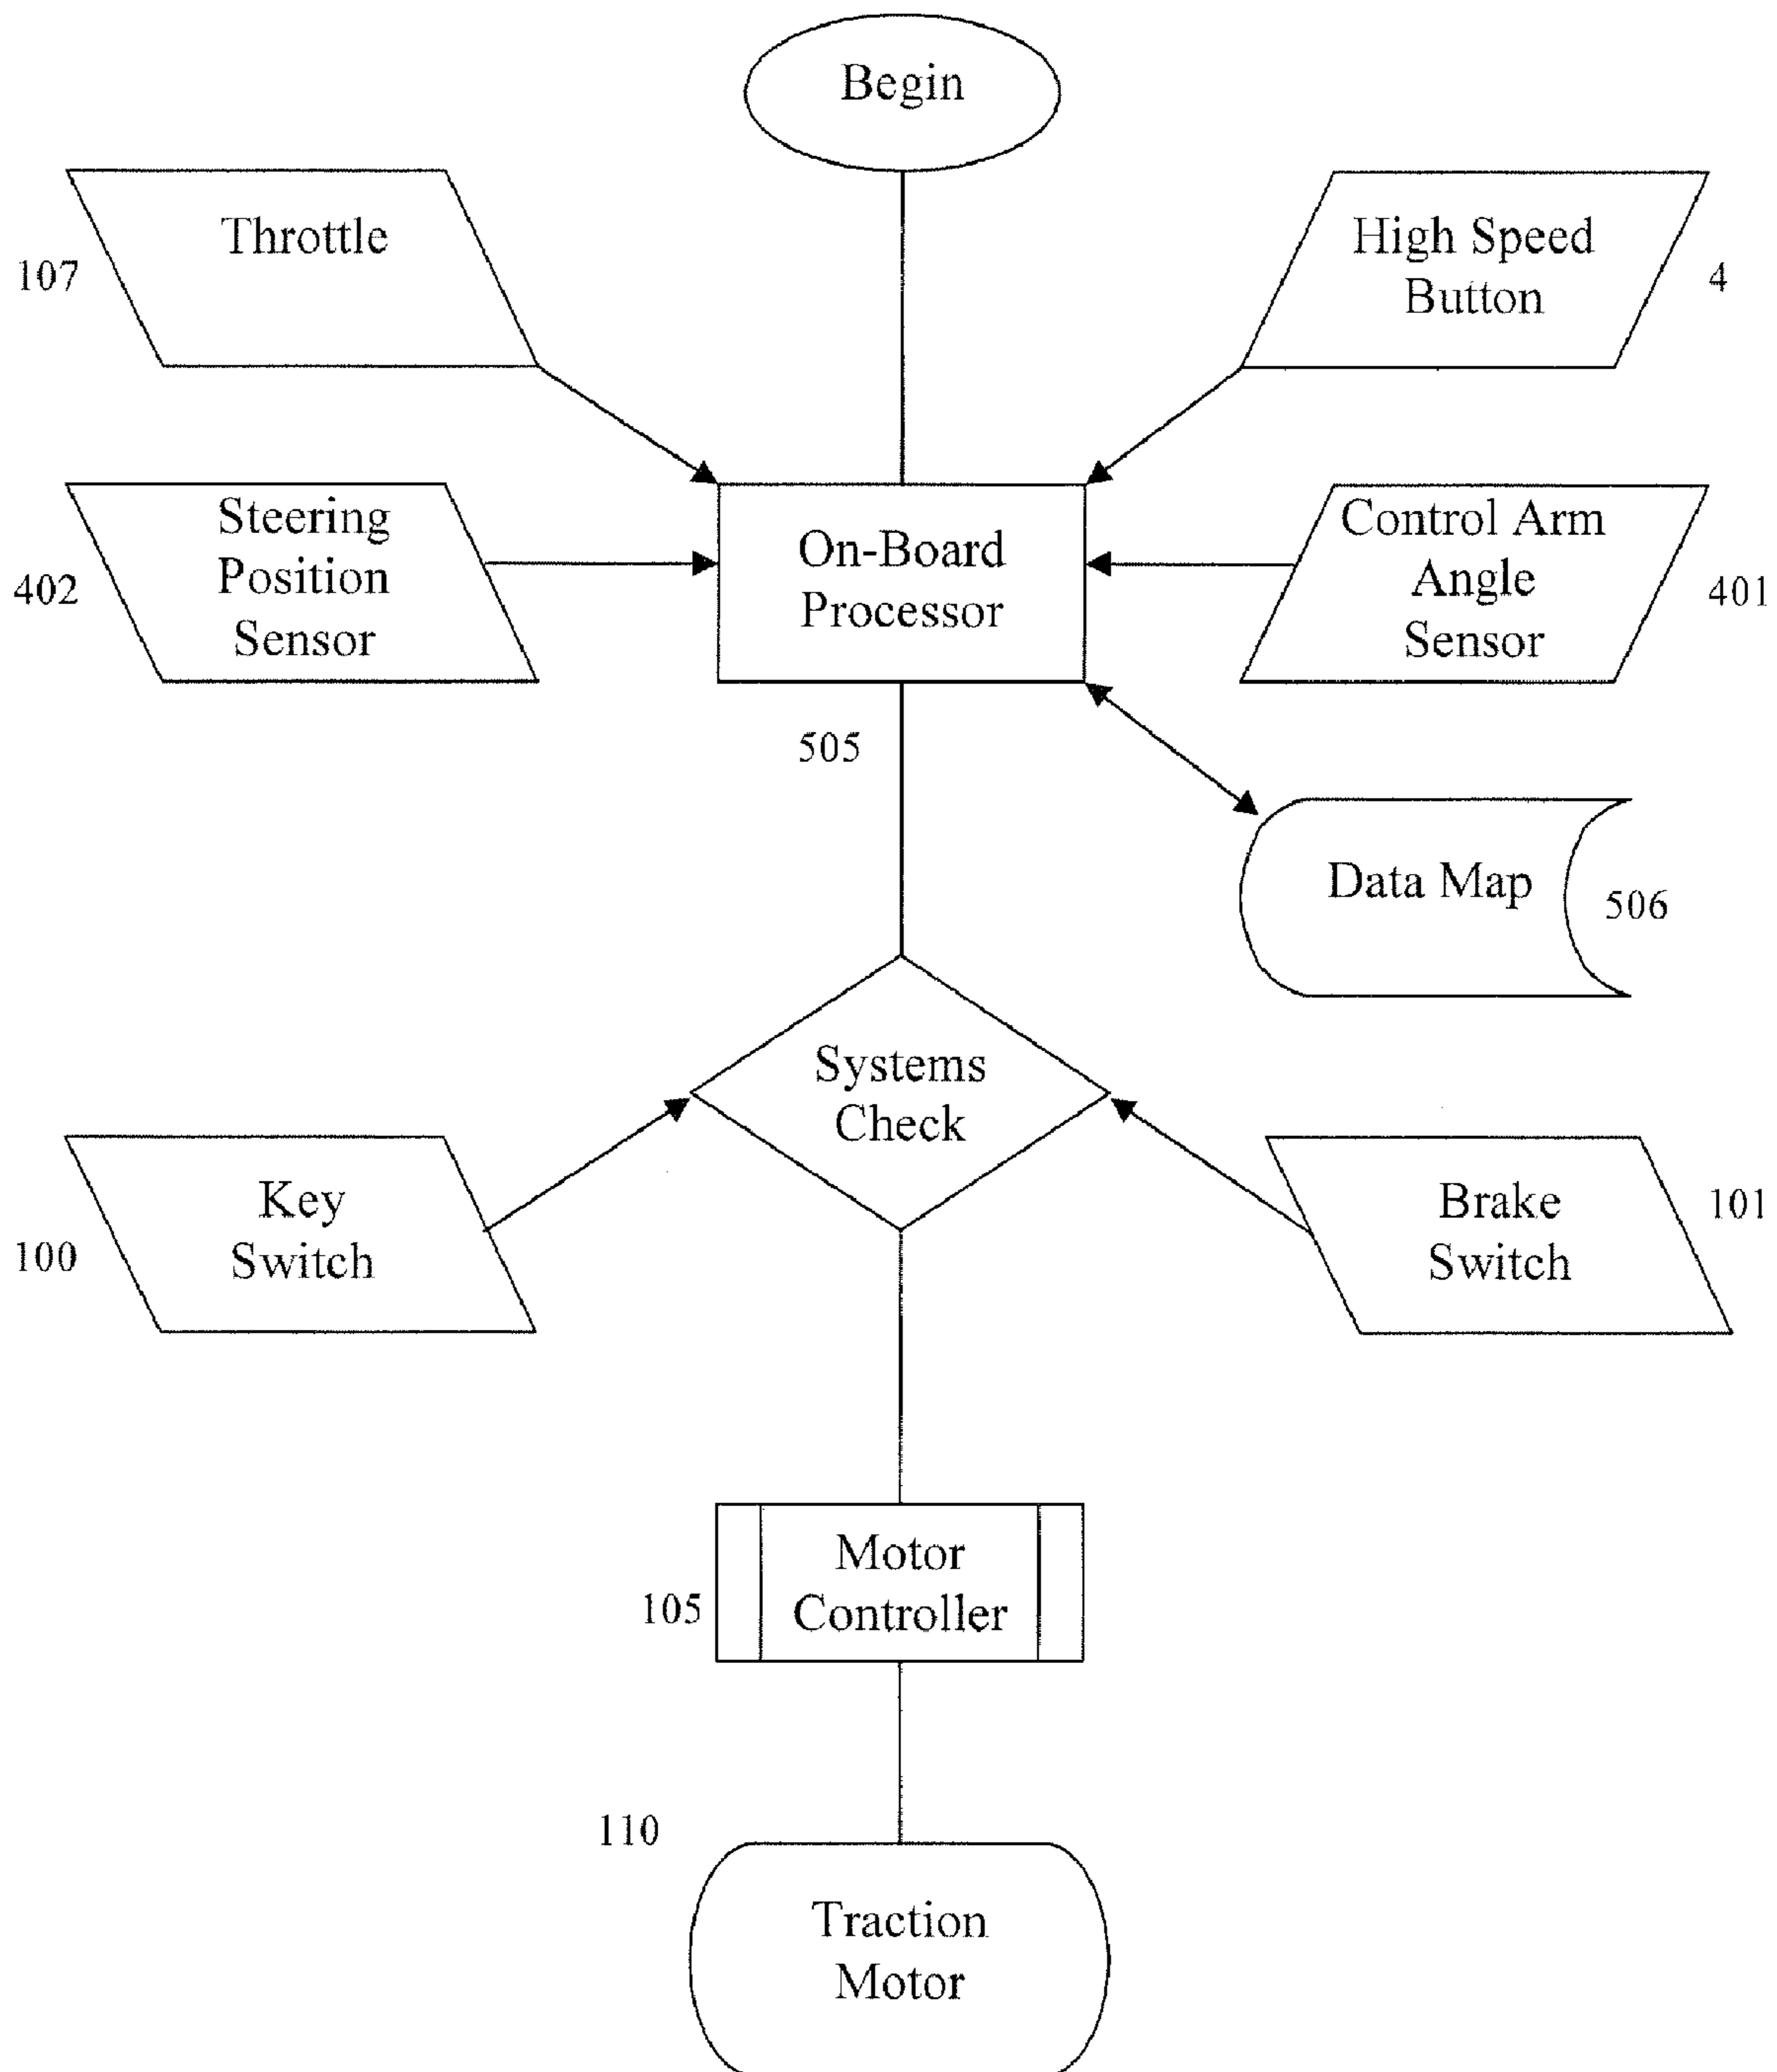 Begin
Throttle
107
High Speed
Button
4
Steering
Position
Sensor
402
On-Board
Processor
505
Control Arm
Angle
Sensor
401
Data Map
506
Systems
Check
Key
Switch
100
Brake
Switch
101
Motor
Controller
105
110
Traction
Motor